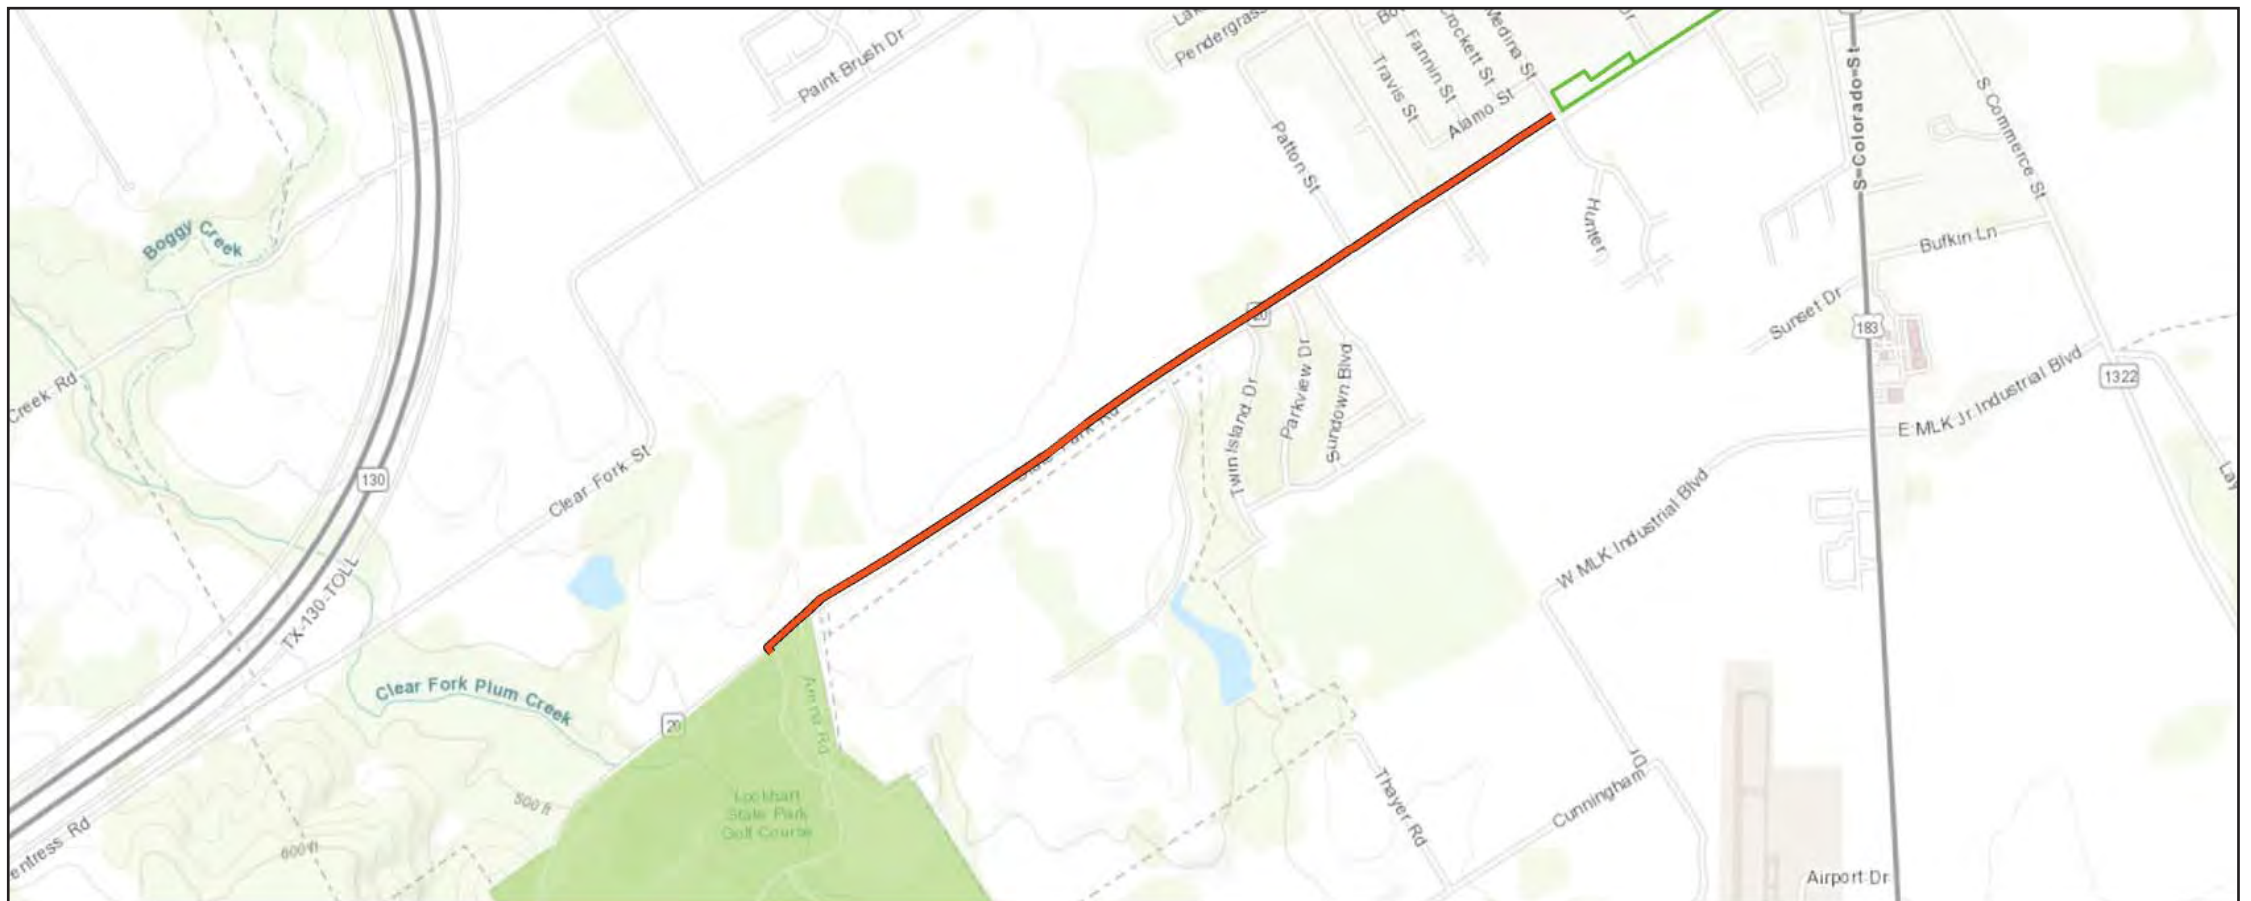 Pendergrass
Medina St
Crockett St
Fannin St
Travis St
Alamo St
Paint Brush Dr
Patton St
S Colorado St
S Commerce St
Hunter
Bufkin Ln
Boggy
Creek
Sunset Dr
183
1322
Creek Rd
Twin Island Dr
Parkview Dr
Sundown Blvd
E MLK Jr Industrial Blvd
130
Clear Fork St
W MLK Industrial Blvd
TX-130-TOLL
Clear Fork Plum Creek
20
Lockhart
State Park
Golf Course
500 ft
600 ft
entress Rd
Thayer Rd
Cunningham
Dr
Airport Dr